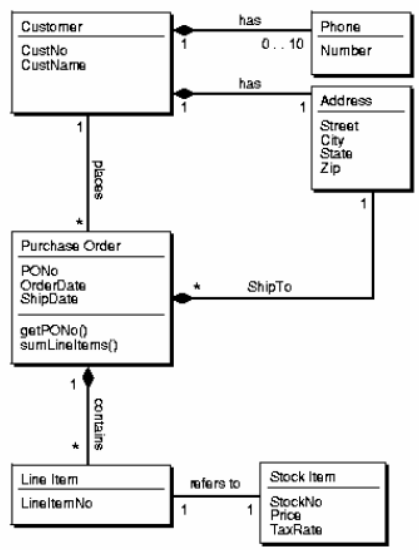 Customer
CustNo
CustName
has
1
0 . . 10
Phone
Number
has
1
1
Address
Street
City
State
Zip
1
places
*
1
Purchase Order
PONo
OrderDate
ShipDate
getPONo()
sumLineItems()
*
ShipTo
1
contains
*
Line Item
LineItemNo
refers to
1
1
Stock Item
StockNo
Price
TaxRate